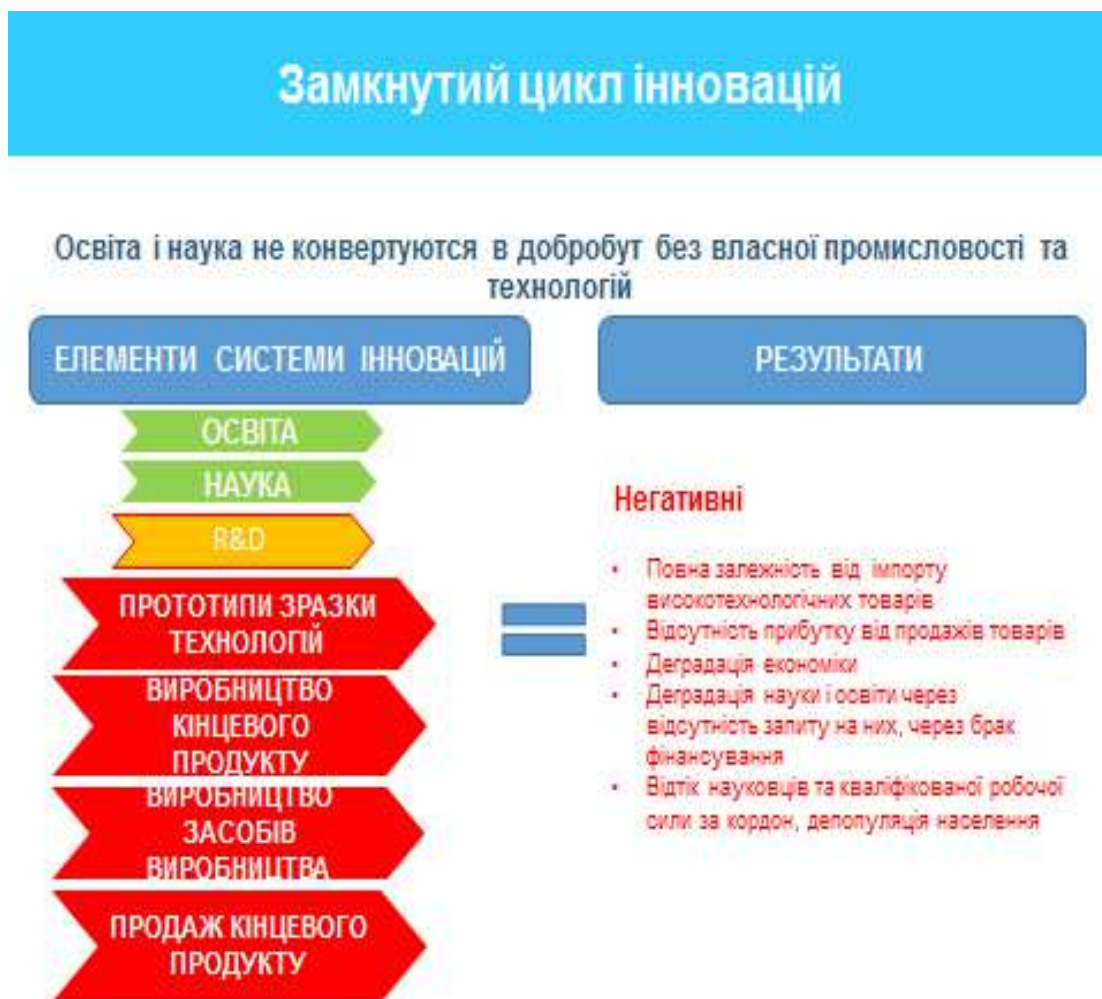 Замкнутий цикл інновацій
Освіта і наука не конвертуются в добробут без власної промисловості та
технологій
ЕЛЕМЕНТИ СИСТЕМИ ІННОВАЦІЙ
ОСВІТА
НАУКА
R&D
ПРОТОТИПИ ЗРАЗКИ
ТЕХНОЛОГІЙ
ВИРОБНИЦТВО
КІНЦЕВОГО
ПРОДУКТУ
ВИРОБНИЦТВО
ЗАСОБІВ
ВИРОБНИЦТВА
ПРОДАЖ КІНЦЕВОГО
ПРОДУКТУ
РЕЗУЛЬТАТИ
Негативні
• Повна залежність від імпорту
високотехнологічних товарів
• Відсутність прибутку від продажів товарів
• Деградація економіки
• Деградація науки і освіти через
відсутність запиту на них, через брак
фінансування
• Відтік науковців та кваліфікованої робочої
сили за кордон, депопуляція населення